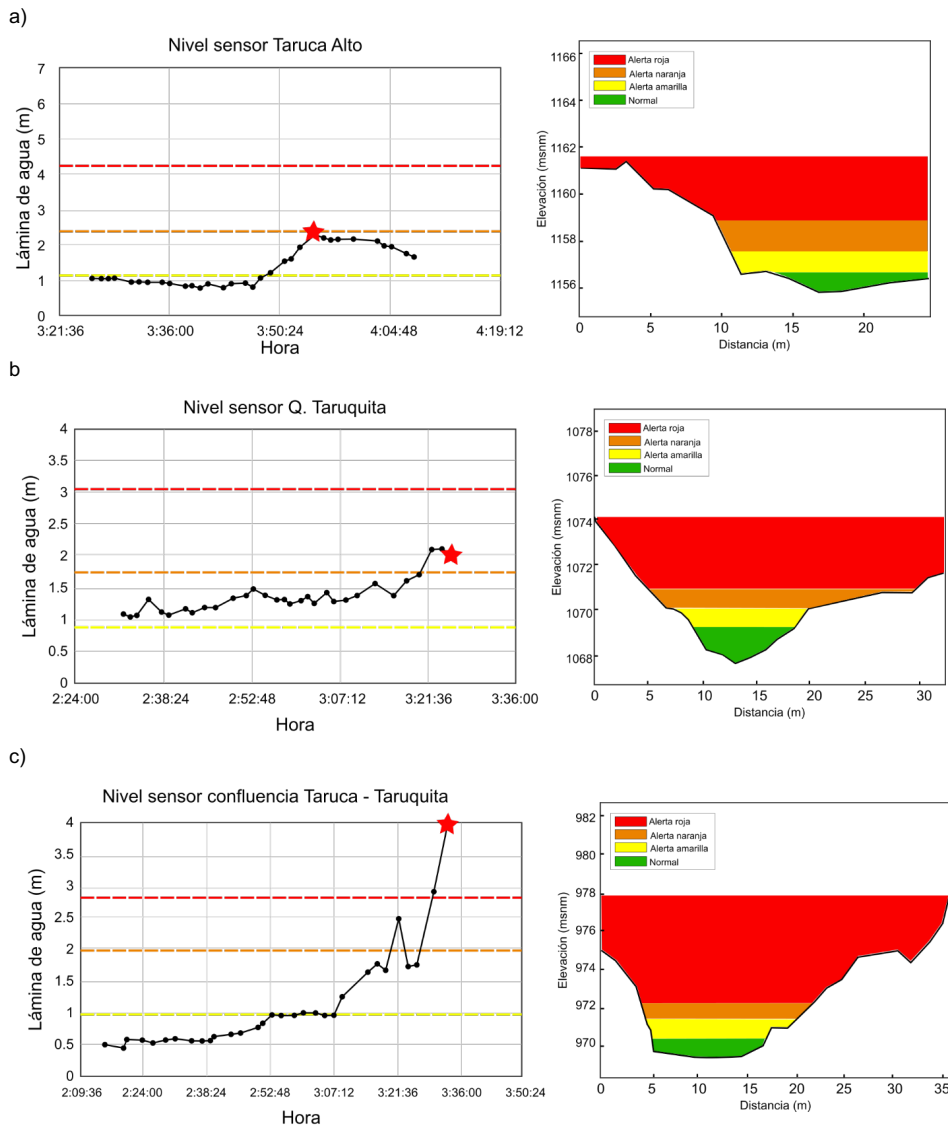 a)
Nivel sensor Taruca Alto
Lámina de agua (m)
7
6
5
4
3
2
1
0
3:21:36 3:36:00 3:50:24 4:04:48 4:19:12
Hora
Elevación (msnm)
1166
1164
1162
1160
1158
1156
Alerta roja
Alerta naranja
Alerta amarilla
Normal
0 5 10 15 20
Distancia (m)
b
Nivel sensor Q. Taruquita
Lámina de agua (m)
4
3.5
3
2.5
2
1.5
1
0.5
0
2:24:00 2:38:24 2:52:48 3:07:12 3:21:36 3:36:00
Hora
Elevación (msnm)
1078
1076
1074
1072
1070
1068
Alerta roja
Alerta naranja
Alerta amarilla
Normal
0 5 10 15 20 25 30
Distancia (m)
c)
Nivel sensor confluencia Taruca - Taruquita
Lámina de agua (m)
4
3.5
3
2.5
2
1.5
1
0.5
0
2:09:36 2:24:00 2:38:24 2:52:48 3:07:12 3:21:36 3:36:00 3:50:24
Hora
Elevación (msnm)
982
980
978
976
974
972
970
Alerta roja
Alerta naranja
Alerta amarilla
Normal
0 5 10 15 20 25 30 35
Distancia (m)